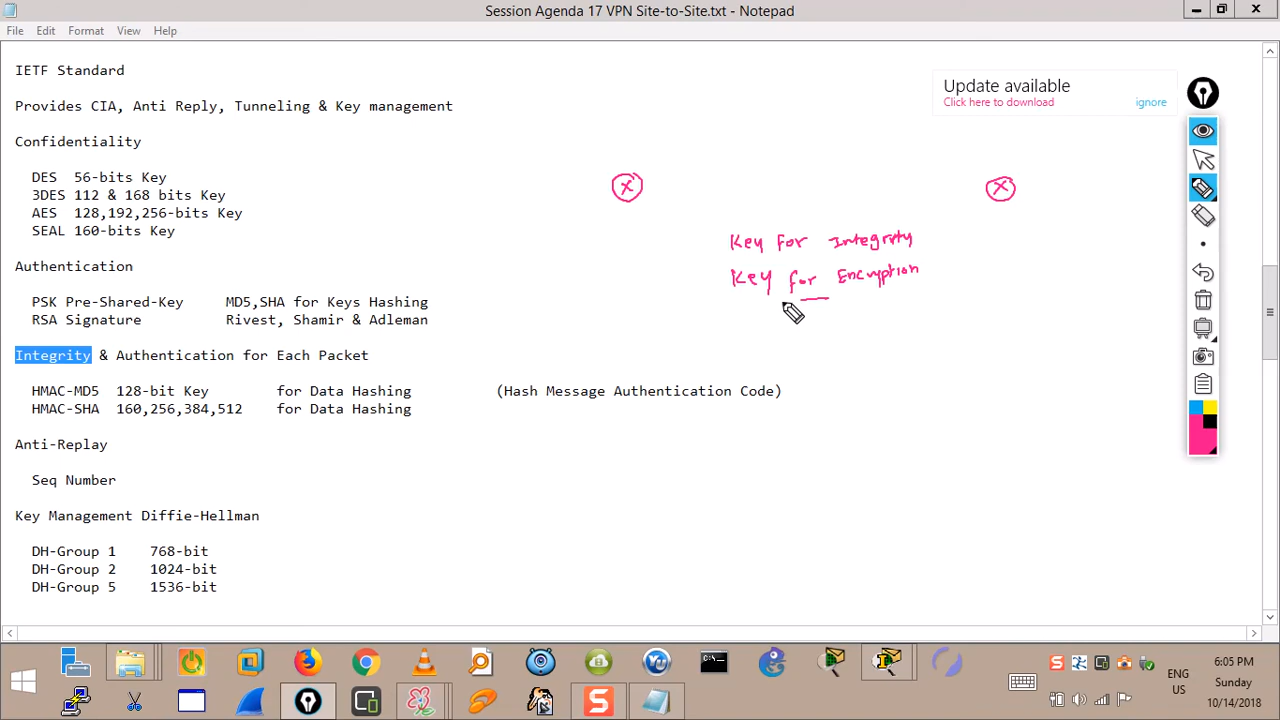 Session Agenda 17 VPN Site-to-Site.txt - Notepad
File Edit Format View Help
IETF Standard
Update available
Click here to download ignore
Provides CIA, Anti Reply, Tunneling & Key management
Confidentiality
DES 56-bits Key
3DES 112 & 168 bits Key
AES 128,192,256-bits Key
SEAL 160-bits Key
Key for Integrity
Key for Encryption
Authentication
PSK Pre-Shared-Key MD5,SHA for Keys Hashing
RSA Signature Rivest, Shamir & Adleman
Integrity & Authentication for Each Packet
HMAC-MD5 128-bit Key for Data Hashing (Hash Message Authentication Code)
HMAC-SHA 160,256,384,512 for Data Hashing
Anti-Replay
Seq Number
Key Management Diffie-Hellman
DH-Group 1 768-bit
DH-Group 2 1024-bit
DH-Group 5 1536-bit
ENG
US
6:05 PM
Sunday
10/14/2018